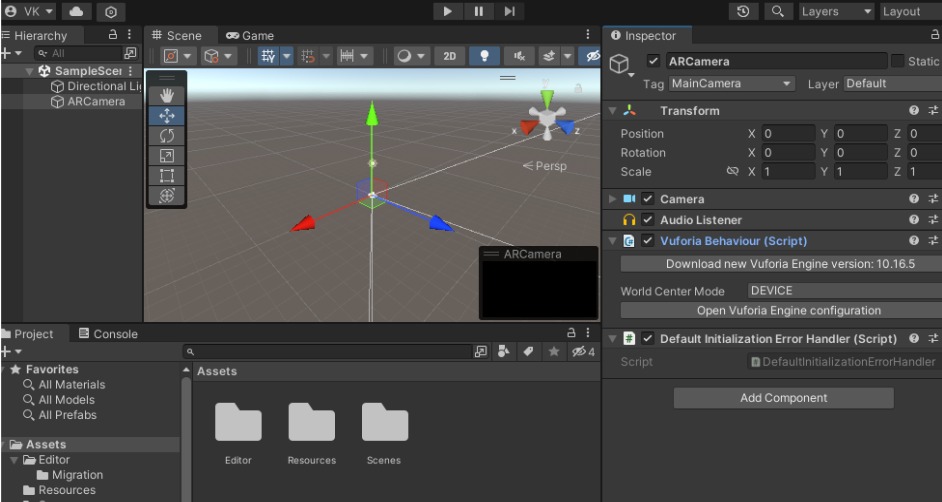 VK
Layers
Layout
Hierarchy
All
SampleScen
Directional Li
ARCamera
Scene
Game
2D
x
z
Persp
ARCamera
Inspector
ARCamera
Static
Tag
MainCamera
Layer
Default
Transform
Position X 0 Y 0 Z 0
Rotation X 0 Y 0 Z 0
Scale X 1 Y 1 Z 1
Camera
Audio Listener
Vuforia Behaviour (Script)
Download new Vuforia Engine version: 10.16.5
World Center Mode DEVICE
Open Vuforia Engine configuration
Default Initialization Error Handler (Script)
Script DefaultInitializationErrorHandler
Add Component
Project
Console
4
Favorites
All Materials
All Models
All Prefabs
Assets
Editor
Migration
Resources
Assets
Editor
Resources
Scenes